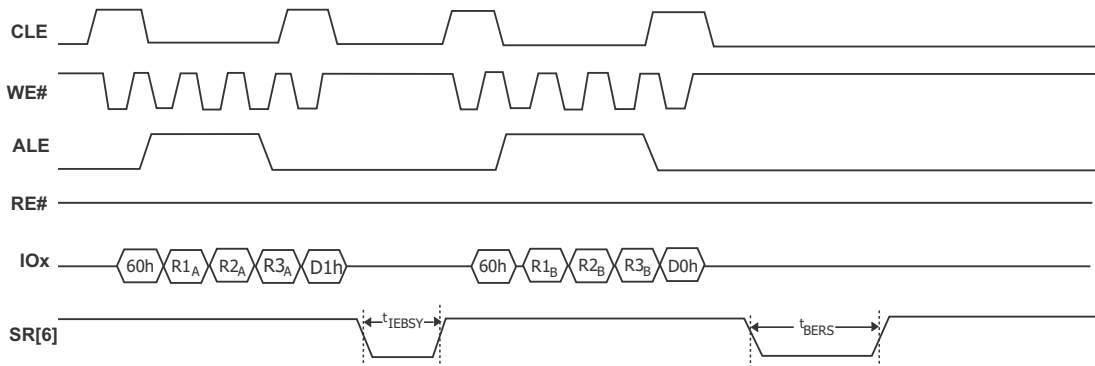 CLE
WE#
ALE
RE#
IOx 60h R1A R2A R3A D1h 60h R1B R2B R3B D0h
SR[6] tIEBSY tBERS